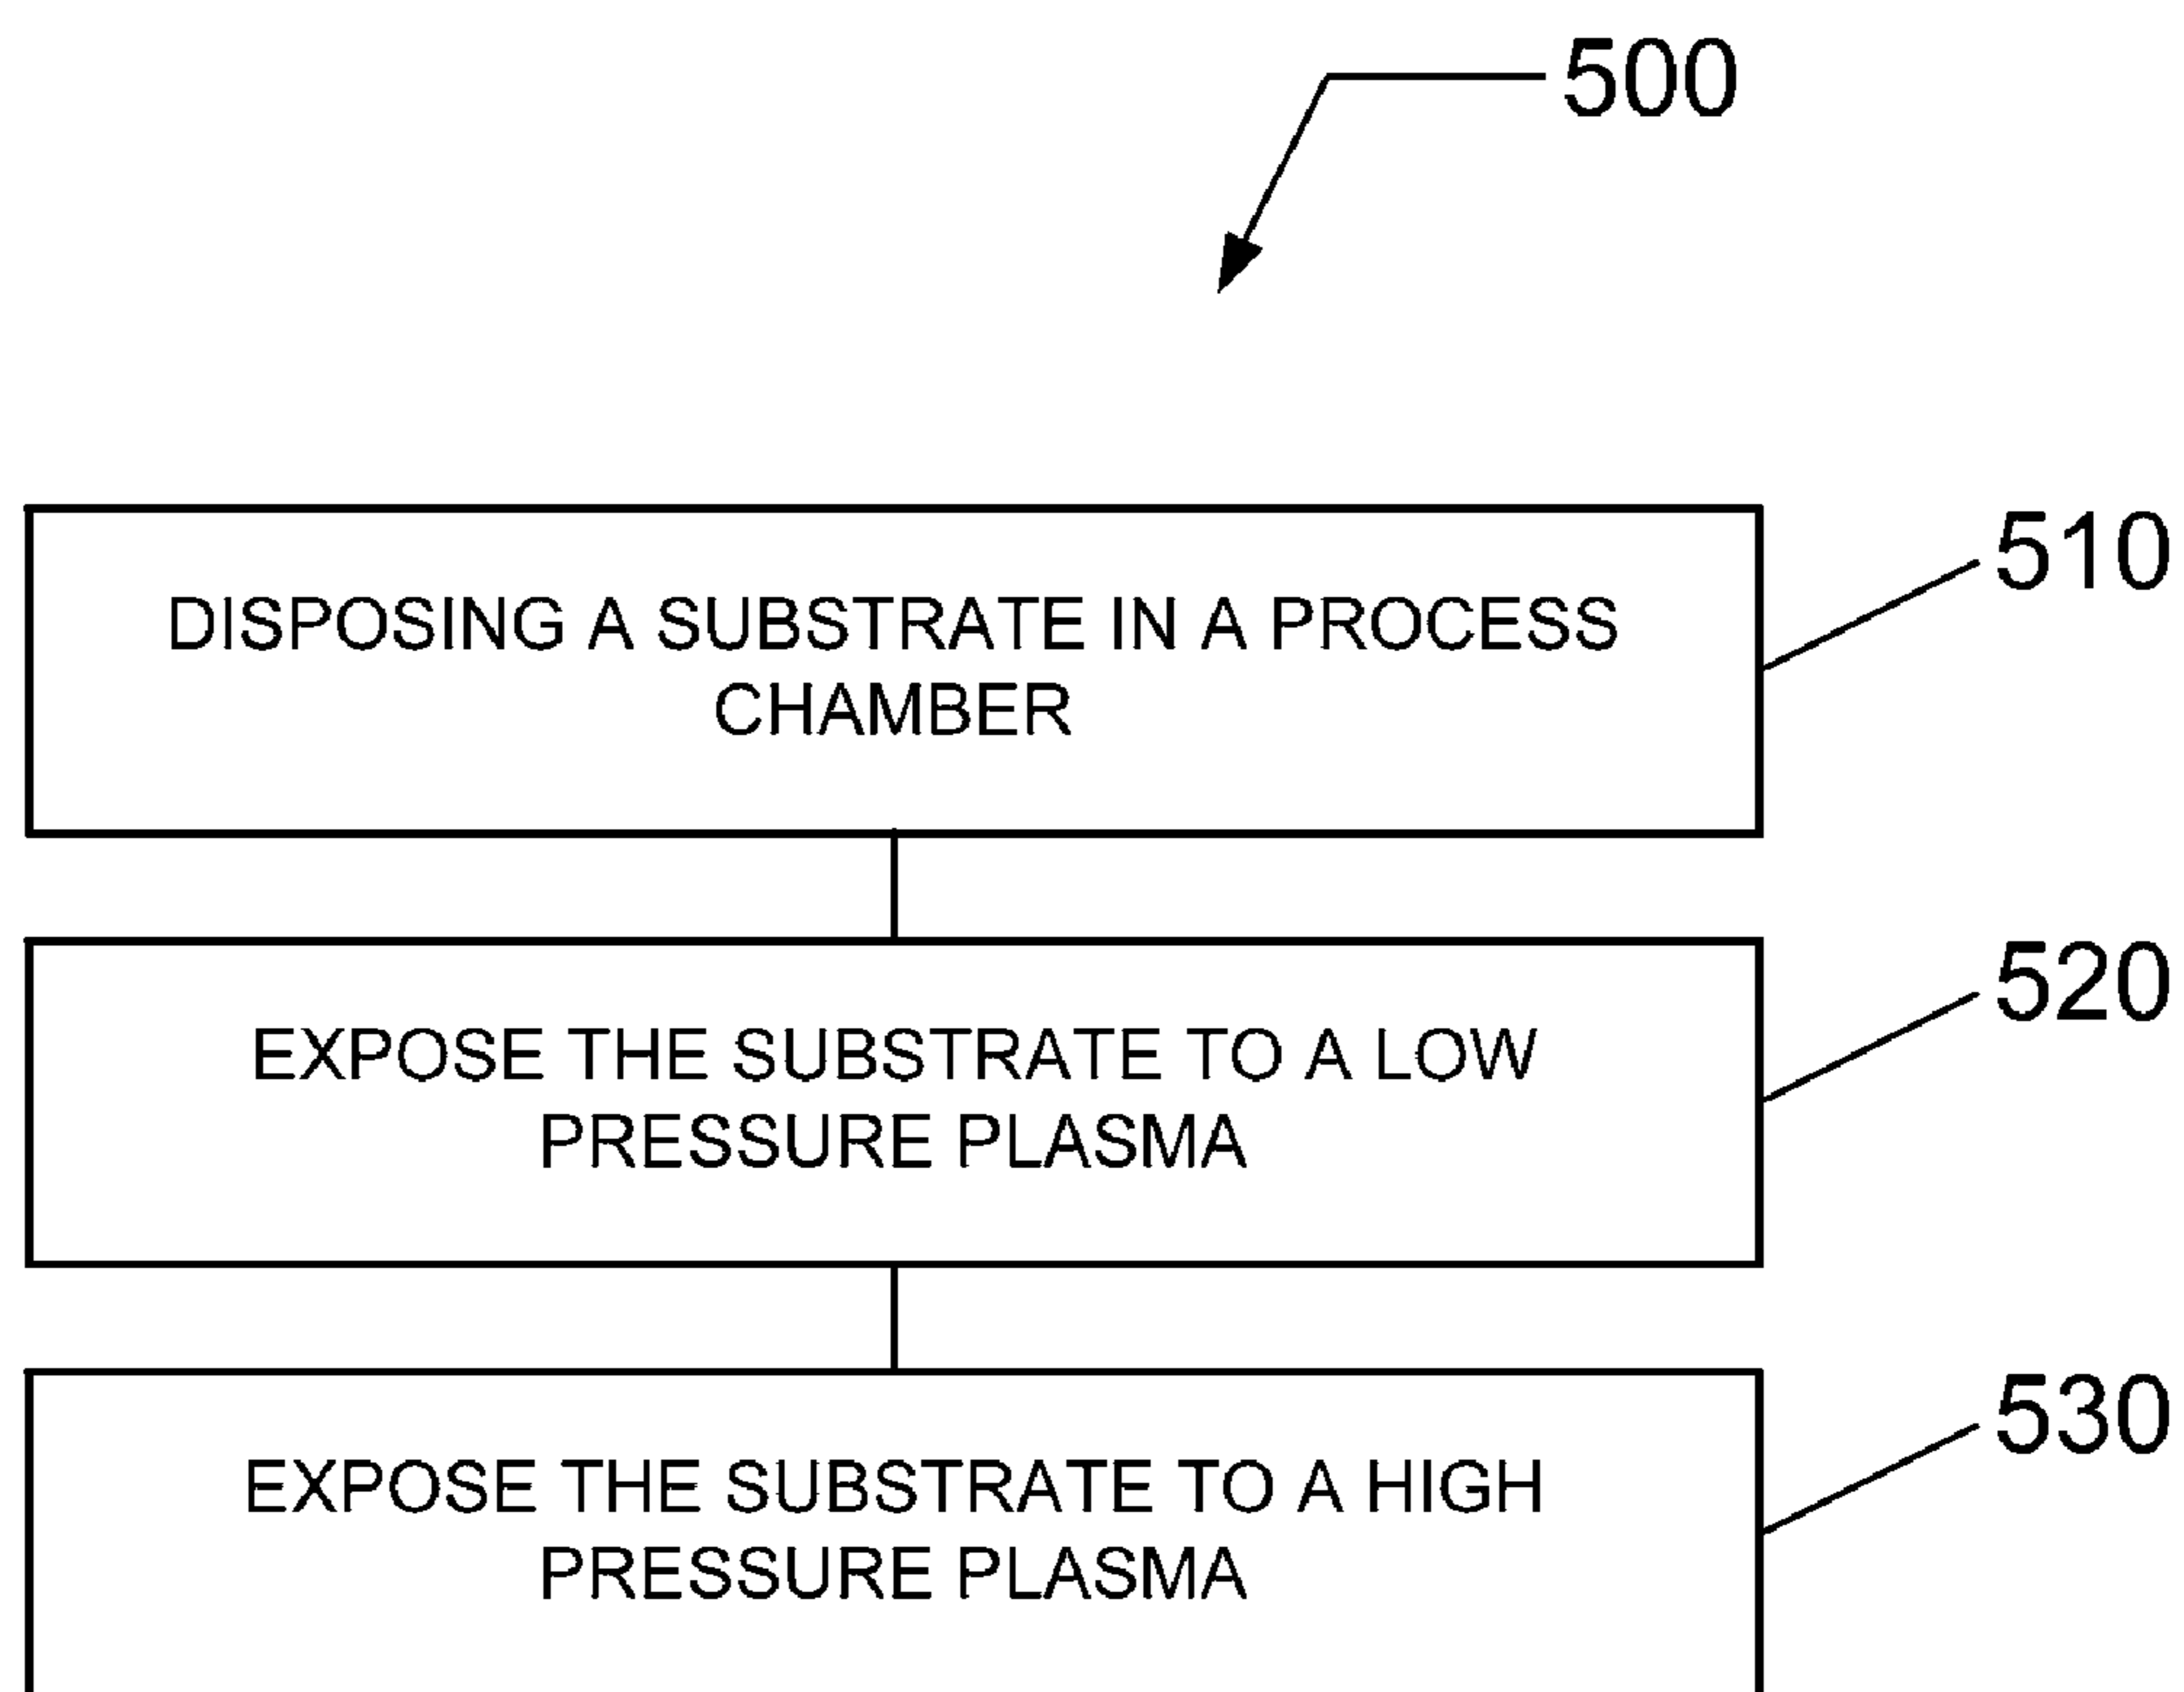 500
DISPOSING A SUBSTRATE IN A PROCESS
CHAMBER
510
EXPOSE THE SUBSTRATE TO A LOW
PRESSURE PLASMA
520
EXPOSE THE SUBSTRATE TO A HIGH
PRESSURE PLASMA
530